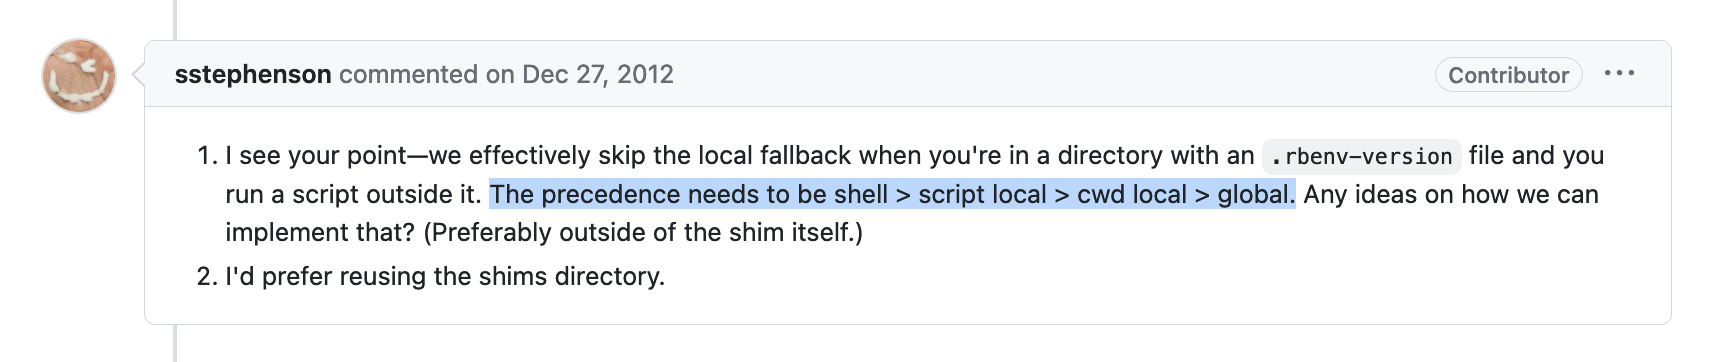 sstephenson commented on Dec 27, 2012
Contributor
1. I see your point—we effectively skip the local fallback when you're in a directory with an .rbenv-version file and you
run a script outside it. The precedence needs to be shell > script local > cwd local > global. Any ideas on how we can
implement that? (Preferably outside of the shim itself.)
2. I'd prefer reusing the shims directory.